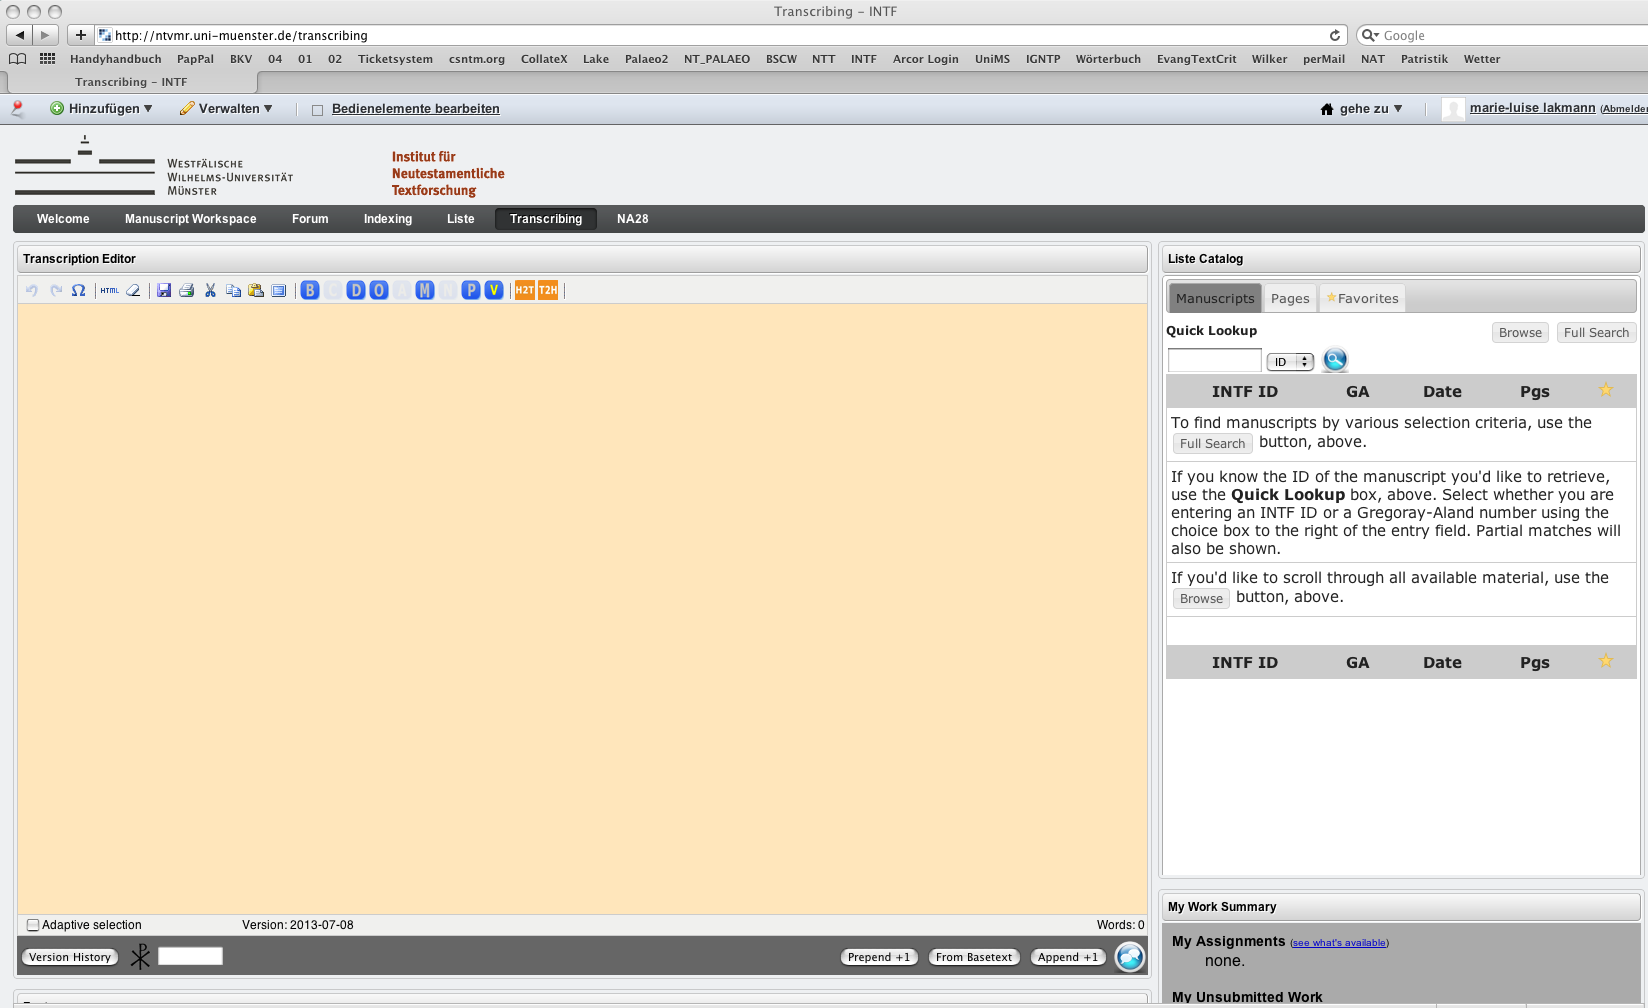 Transcribing – INTF
http://ntvmr.uni-muenster.de/transcribing
Google
Handyhandbuch PapPal BKV 04 01 02 Ticketsystem csntm.org CollateX Lake Palaeo2 NT_PALAEO BSCW NTT INTF Arcor Login UniMS IGNTP Wörterbuch EvangTextCrit Wilker perMail NAT Patristik Wetter
Transcribing – INTF
Hinzufügen ▼ Verwalten ▼ Bedienelemente bearbeiten gehe zu ▼ marie-luise lakmann (Abmelden
Westfälische
Wilhelms-Universität
Münster
Institut für
Neutestamentliche
Textforschung
Welcome Manuscript Workspace Forum Indexing Liste Transcribing NA28
Transcription Editor
Ω HTML B C D O A M N P V H2T T2H
Adaptive selection Version: 2013-07-08 Words: 0
Version History Prepend +1 From Basetext Append +1
Liste Catalog
Manuscripts Pages Favorites
Quick Lookup Browse Full Search
ID
INTF ID GA Date Pgs
To find manuscripts by various selection criteria, use the
Full Search button, above.
If you know the ID of the manuscript you'd like to retrieve,
use the Quick Lookup box, above. Select whether you are
entering an INTF ID or a Gregoray-Aland number using the
choice box to the right of the entry field. Partial matches will
also be shown.
If you'd like to scroll through all available material, use the
Browse button, above.
INTF ID GA Date Pgs
My Work Summary
My Assignments (see what's available)
none.
My Unsubmitted Work